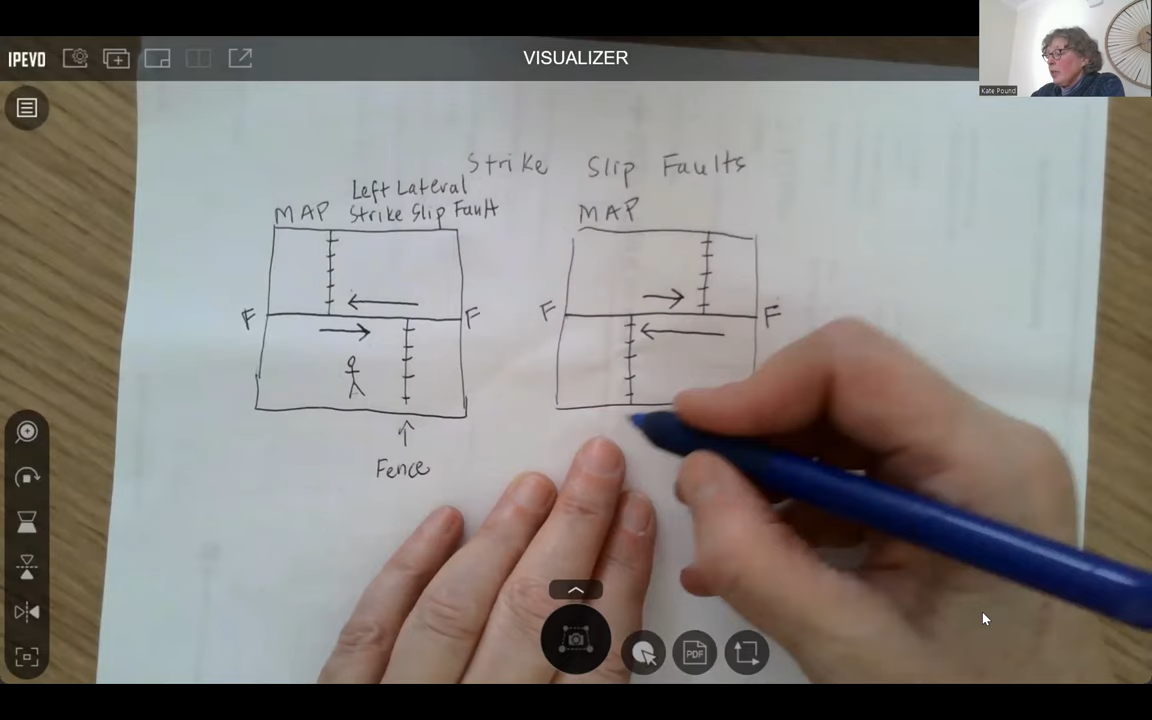 IPEVO
VISUALIZER
Kate Pound
Strike Slip Faults
Left Lateral
Strike Slip Fault
MAP
MAP
F
F
F
F
Fence
PDF